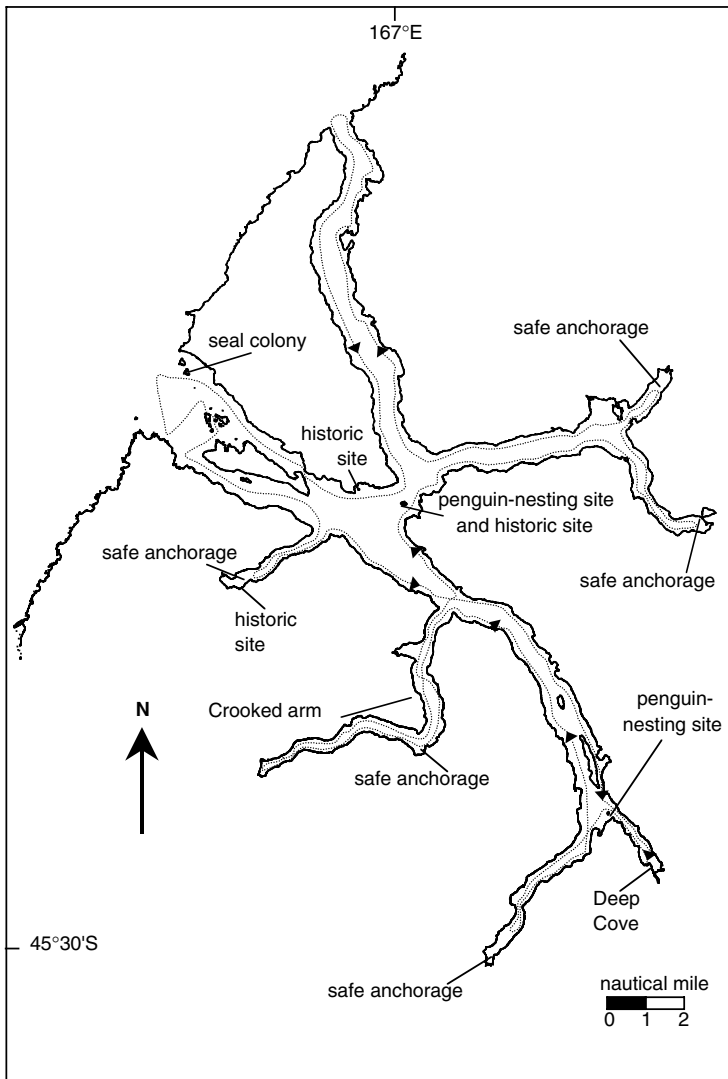 167°E
safe anchorage
seal colony
historic
site
penguin-nesting site
and historic site
safe anchorage
safe anchorage
historic
site
penguin-
nesting site
Crooked arm
N
safe anchorage
Deep
Cove
45°30'S
safe anchorage
nautical mile
0 1 2